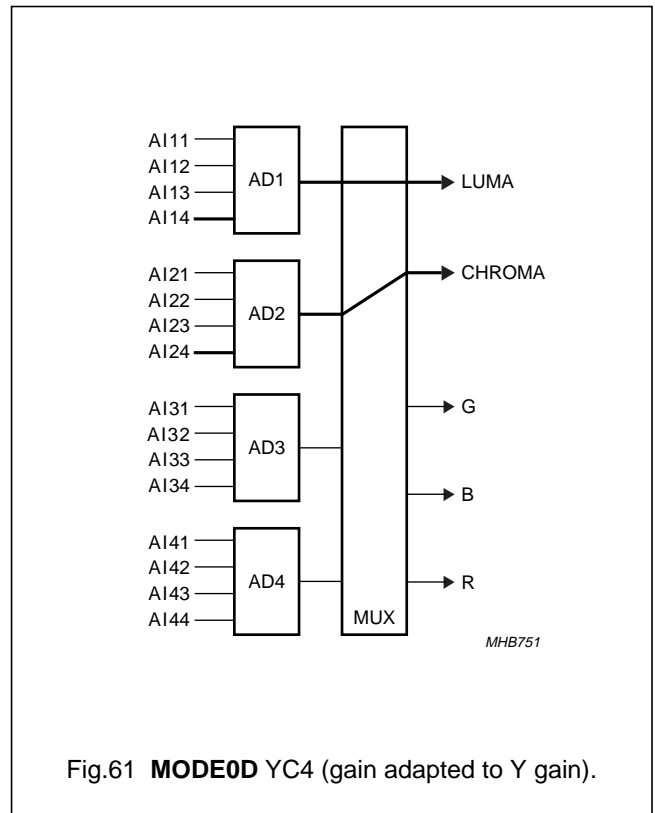 AI11
AI12
AI13
AI14
AD1
LUMA
AI21
AI22
AI23
AI24
AD2
CHROMA
AI31
AI32
AI33
AI34
AD3
G
B
AI41
AI42
AI43
AI44
AD4
R
MUX
MHB751
Fig.61 MODE0D YC4 (gain adapted to Y gain).